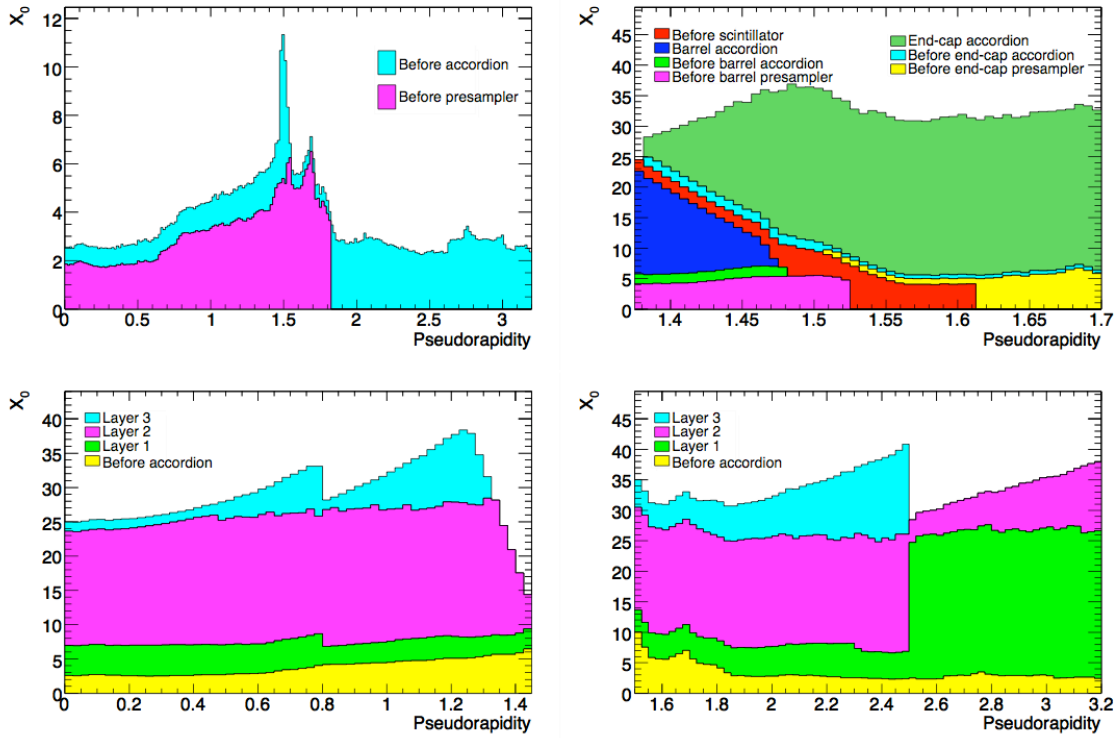 X0
12
10
8
6
4
2
0
Before accordion
Before presampler
0 0.5 1 1.5 2 2.5 3
Pseudorapidity
X0
45
40
35
30
25
20
15
10
5
0
Before scintillator
Barrel accordion
Before barrel accordion
Before barrel presampler
End-cap accordion
Before end-cap accordion
Before end-cap presampler
1.4 1.45 1.5 1.55 1.6 1.65 1.7
Pseudorapidity
X0
40
35
30
25
20
15
10
5
0
Layer 3
Layer 2
Layer 1
Before accordion
0 0.2 0.4 0.6 0.8 1 1.2 1.4
Pseudorapidity
X0
45
40
35
30
25
20
15
10
5
0
Layer 3
Layer 2
Layer 1
Before accordion
1.6 1.8 2 2.2 2.4 2.6 2.8 3 3.2
Pseudorapidity